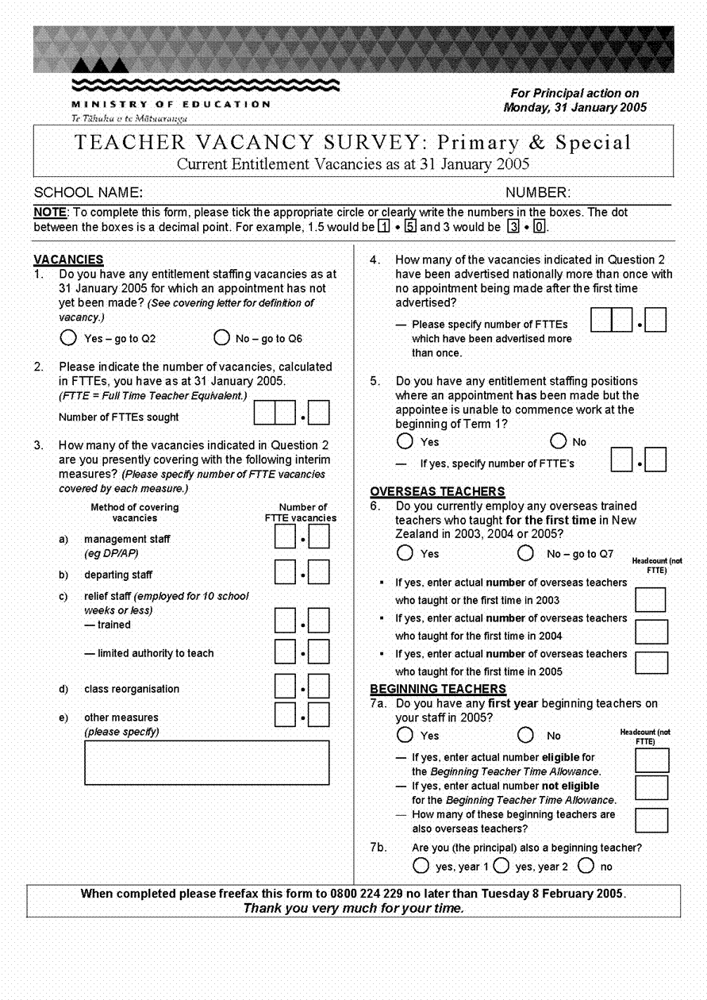 MINISTRY OF EDUCATION
Te Tāhuhu o te Mātauranga
For Principal action on
Monday, 31 January 2005
TEACHER VACANCY SURVEY: Primary & Special
Current Entitlement Vacancies as at 31 January 2005
SCHOOL NAME: NUMBER:
NOTE: To complete this form, please tick the appropriate circle or clearly write the numbers in the boxes. The dot
between the boxes is a decimal point. For example, 1.5 would be 1 • 5 and 3 would be 3 • 0.
VACANCIES
1. Do you have any entitlement staffing vacancies as at
31 January 2005 for which an appointment has not
yet been made? (See covering letter for definition of
vacancy.)
Yes – go to Q2 No – go to Q6
2. Please indicate the number of vacancies, calculated
in FTTEs, you have as at 31 January 2005.
(FTTE = Full Time Teacher Equivalent.)
Number of FTTEs sought
3. How many of the vacancies indicated in Question 2
are you presently covering with the following interim
measures? (Please specify number of FTTE vacancies
covered by each measure.)
Method of covering Number of
vacancies FTTE vacancies
a) management staff
(eg DP/AP)
b) departing staff
c) relief staff (employed for 10 school
weeks or less)
— trained
— limited authority to teach
d) class reorganisation
e) other measures
(please specify)
4. How many of the vacancies indicated in Question 2
have been advertised nationally more than once with
no appointment being made after the first time
advertised?
— Please specify number of FTTEs
which have been advertised more
than once.
5. Do you have any entitlement staffing positions
where an appointment has been made but the
appointee is unable to commence work at the
beginning of Term 1?
Yes No
— If yes, specify number of FTTE's
OVERSEAS TEACHERS
6. Do you currently employ any overseas trained
teachers who taught for the first time in New
Zealand in 2003, 2004 or 2005?
Yes No – go to Q7
Headcount (not
FTTE)
▪ If yes, enter actual number of overseas teachers
who taught or the first time in 2003
▪ If yes, enter actual number of overseas teachers
who taught for the first time in 2004
▪ If yes, enter actual number of overseas teachers
who taught for the first time in 2005
BEGINNING TEACHERS
7a. Do you have any first year beginning teachers on
your staff in 2005?
Yes No
Headcount (not
FTTE)
— If yes, enter actual number eligible for
the Beginning Teacher Time Allowance.
— If yes, enter actual number not eligible
for the Beginning Teacher Time Allowance.
— How many of these beginning teachers are
also overseas teachers?
7b. Are you (the principal) also a beginning teacher?
yes, year 1 yes, year 2 no
When completed please freefax this form to 0800 224 229 no later than Tuesday 8 February 2005.
Thank you very much for your time.